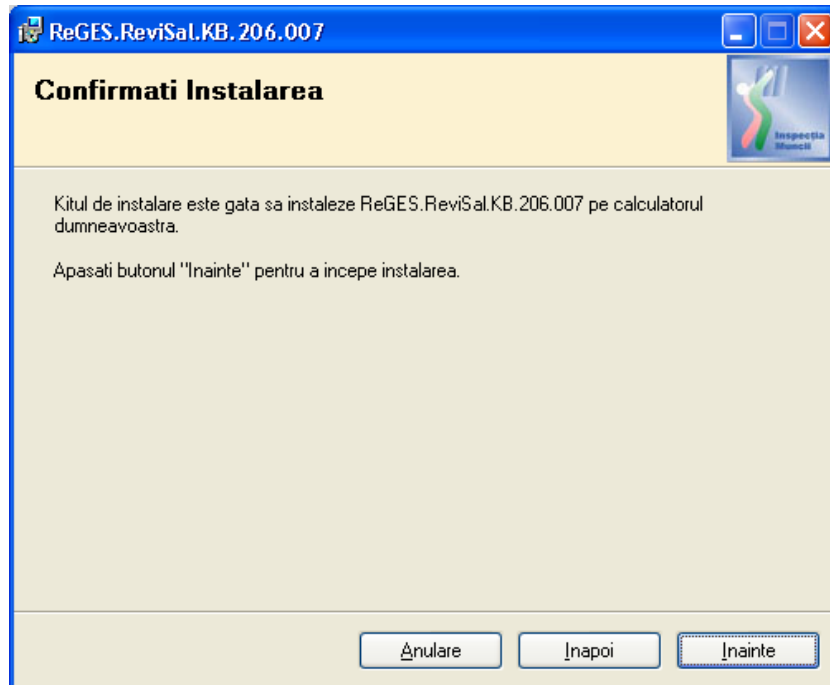 ReGES.ReviSal.KB.206.007
Confirmati Instalarea
Inspecția
Muncii
Kitul de instalare este gata sa instaleze ReGES.ReviSal.KB.206.007 pe calculatorul
dumneavoastra.
Apasati butonul "Inainte" pentru a incepe instalarea.
Anulare
Inapoi
Inainte